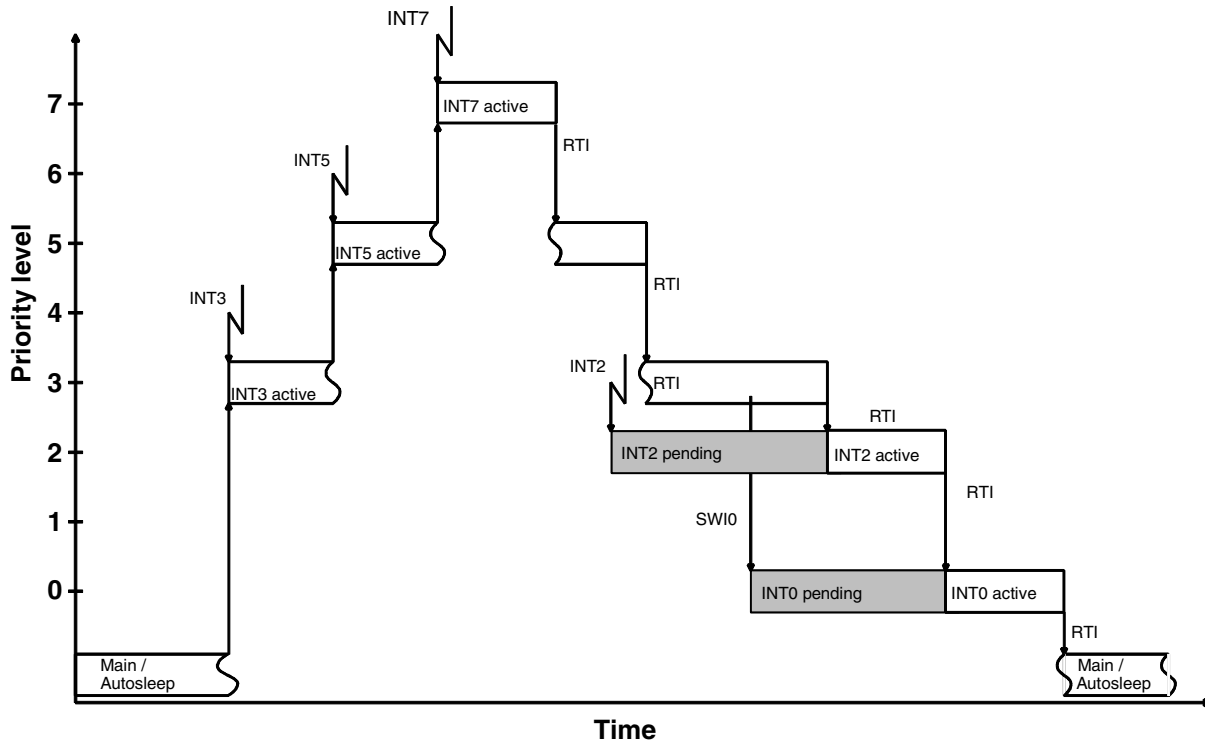 INT7
7
INT7 active
RTI
INT5
6
5
INT5 active
RTI
INT3
4
Priority level
INT2
3
INT3 active
RTI
RTI
2
INT2 pending
INT2 active
RTI
1
SWI0
0
INT0 pending
INT0 active
RTI
Main /
Autosleep
Main /
Autosleep
Time